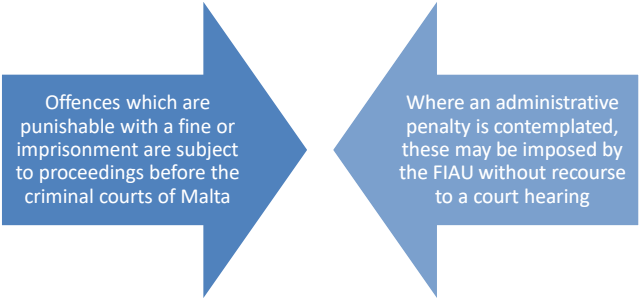 Offences which are
punishable with a fine or
imprisonment are subject
to proceedings before the
criminal courts of Malta
Where an administrative
penalty is contemplated,
these may be imposed by
the FIAU without recourse
to a court hearing